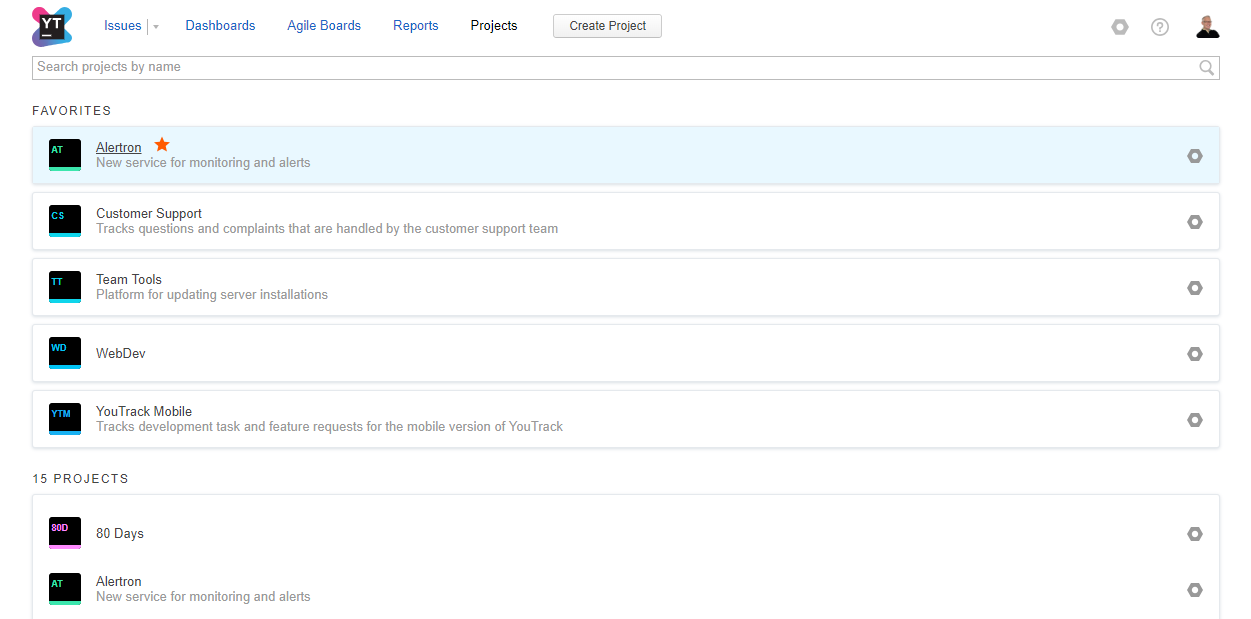 YT
Issues Dashboards Agile Boards Reports Projects Create Project
Search projects by name
FAVORITES
AT
Alertron
New service for monitoring and alerts
CS
Customer Support
Tracks questions and complaints that are handled by the customer support team
TT
Team Tools
Platform for updating server installations
WD
WebDev
YTM
YouTrack Mobile
Tracks development task and feature requests for the mobile version of YouTrack
15 PROJECTS
80D
80 Days
AT
Alertron
New service for monitoring and alerts